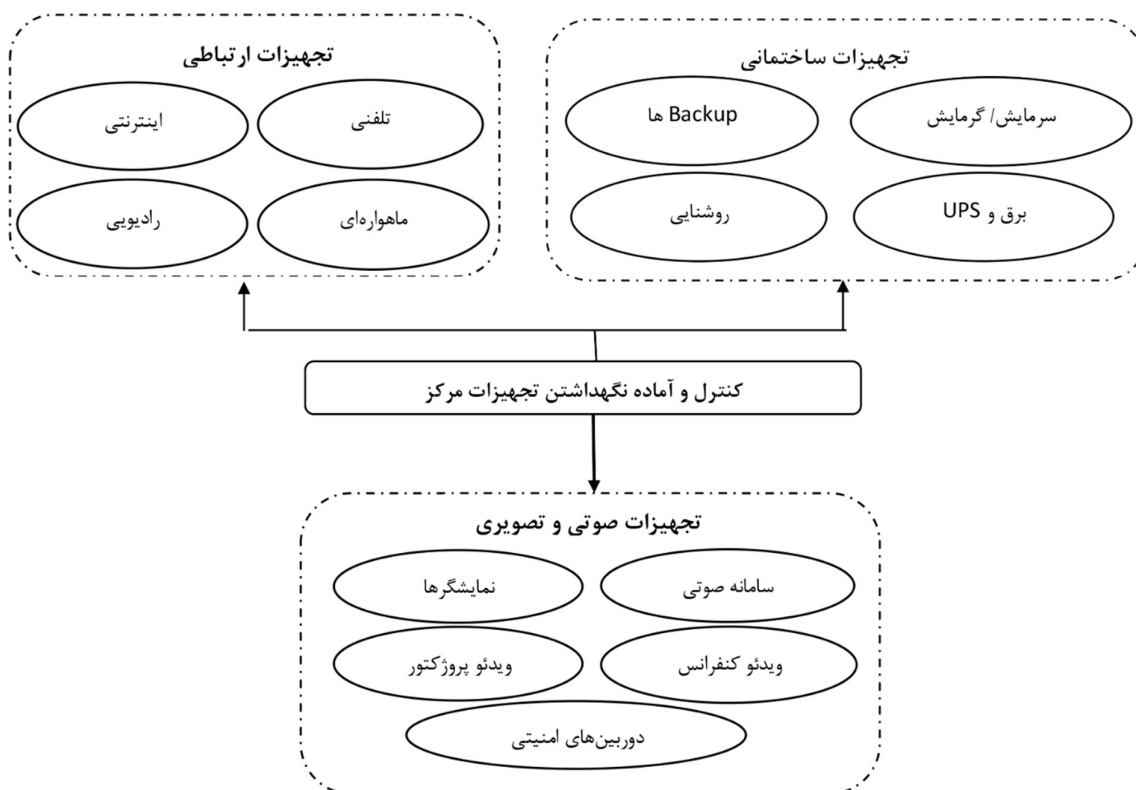 تجهیزات ساختمانی
سرمایش/ گرمایش
Backup ها
برق و UPS
روشنایی
تجهیزات ارتباطی
تلفنی
اینترنتی
ماهواره‌ای
رادیویی
کنترل و آماده نگهداشتن تجهیزات مرکز
تجهیزات صوتی و تصویری
سامانه صوتی
نمایشگرها
ویدئو کنفرانس
ویدئو پروژکتور
دوربین‌های امنیتی